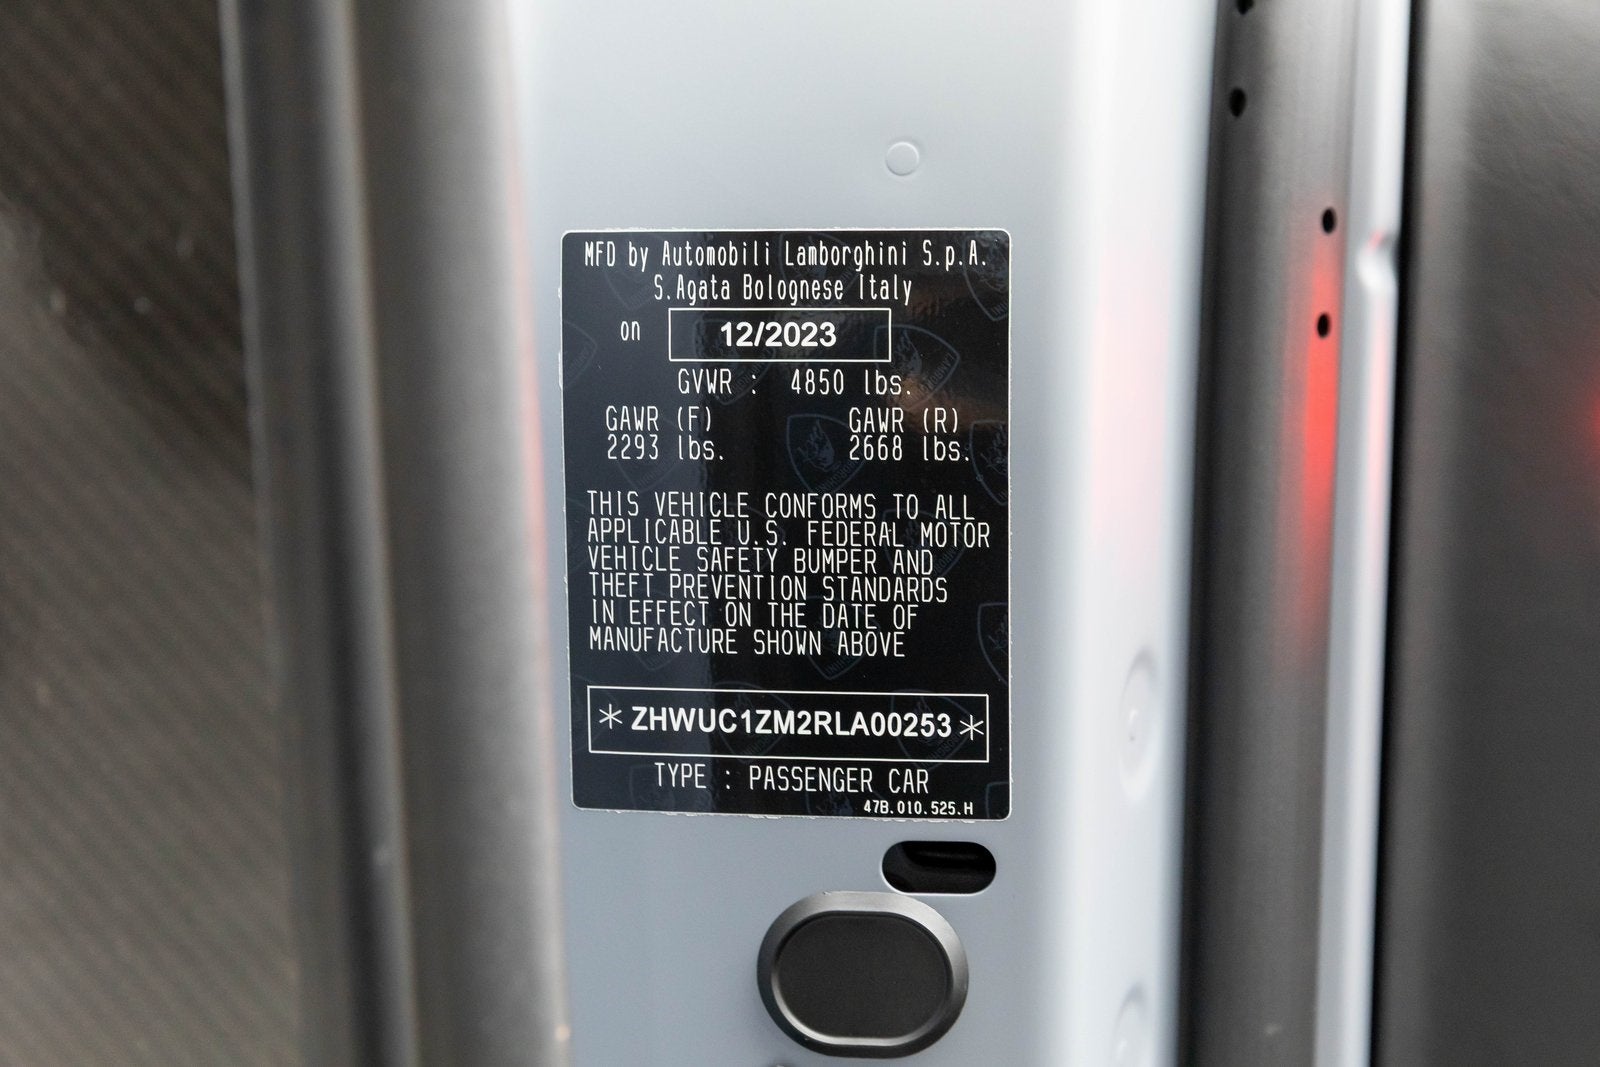 MFD by Automobili Lamborghini S.p.A.
S.Agata Bolognese Italy
on 12/2023
GVWR : 4850 lbs.
GAWR (F) GAWR (R)
2293 lbs. 2668 lbs.
THIS VEHICLE CONFORMS TO ALL
APPLICABLE U.S. FEDERAL MOTOR
VEHICLE SAFETY BUMPER AND
THEFT PREVENTION STANDARDS
IN EFFECT ON THE DATE OF
MANUFACTURE SHOWN ABOVE
*ZHWUC1ZM2RLA00253*
TYPE : PASSENGER CAR
47B.010.525.H